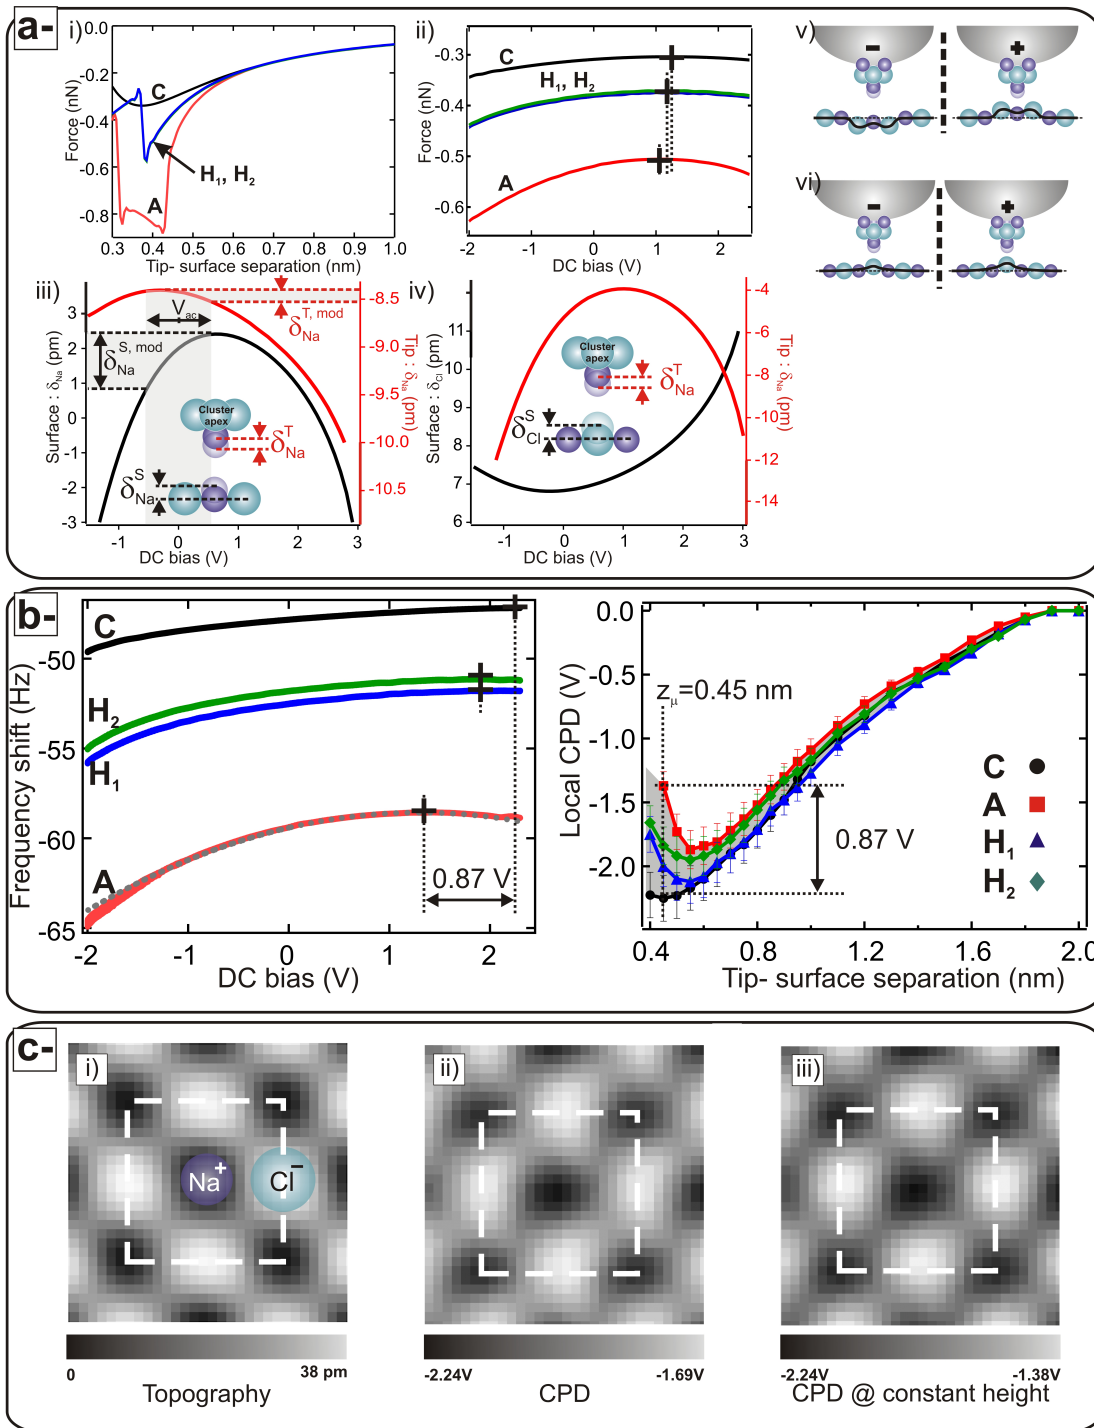 a-
i)
0.0
-0.2
-0.4
-0.6
-0.8
Force (nN)
C
H1, H2
A
0.3 0.4 0.5 0.6 0.7 0.8 0.9 1.0
Tip- surface separation (nm)
ii)
-0.3
-0.4
-0.5
-0.6
Force (nN)
C
H1, H2
A
-2 -1 0 1 2
DC bias (V)
v)
- +
vi)
- +
iii)
3
2
1
0
-1
-2
-3
Surface : δNa (pm)
Vac
δNa S, mod
δNa T, mod
Cluster
apex
δNa T
δNa S
-8.5
-9.0
-9.5
-10.0
-10.5
Tip : δNa (pm)
-1 0 1 2 3
DC bias (V)
iv)
11
10
9
8
7
6
Surface : δCl (pm)
Cluster
apex
δNa T
δCl S
-4
-6
-8
-10
-12
-14
Tip : δNa (pm)
-1 0 1 2 3
DC bias (V)
b-
-50
-55
-60
-65
Frequency shift (Hz)
C
H2
H1
A
0.87 V
-2 -1 0 1 2
DC bias (V)
0.0
-0.5
-1.0
-1.5
-2.0
Local CPD (V)
zμ=0.45 nm
0.87 V
C
A
H1
H2
0.4 0.8 1.2 1.6 2.0
Tip- surface separation (nm)
c-
i)
Na+
Cl−
0 38 pm
Topography
ii)
-2.24V -1.69V
CPD
iii)
-2.24V -1.38V
CPD @ constant height